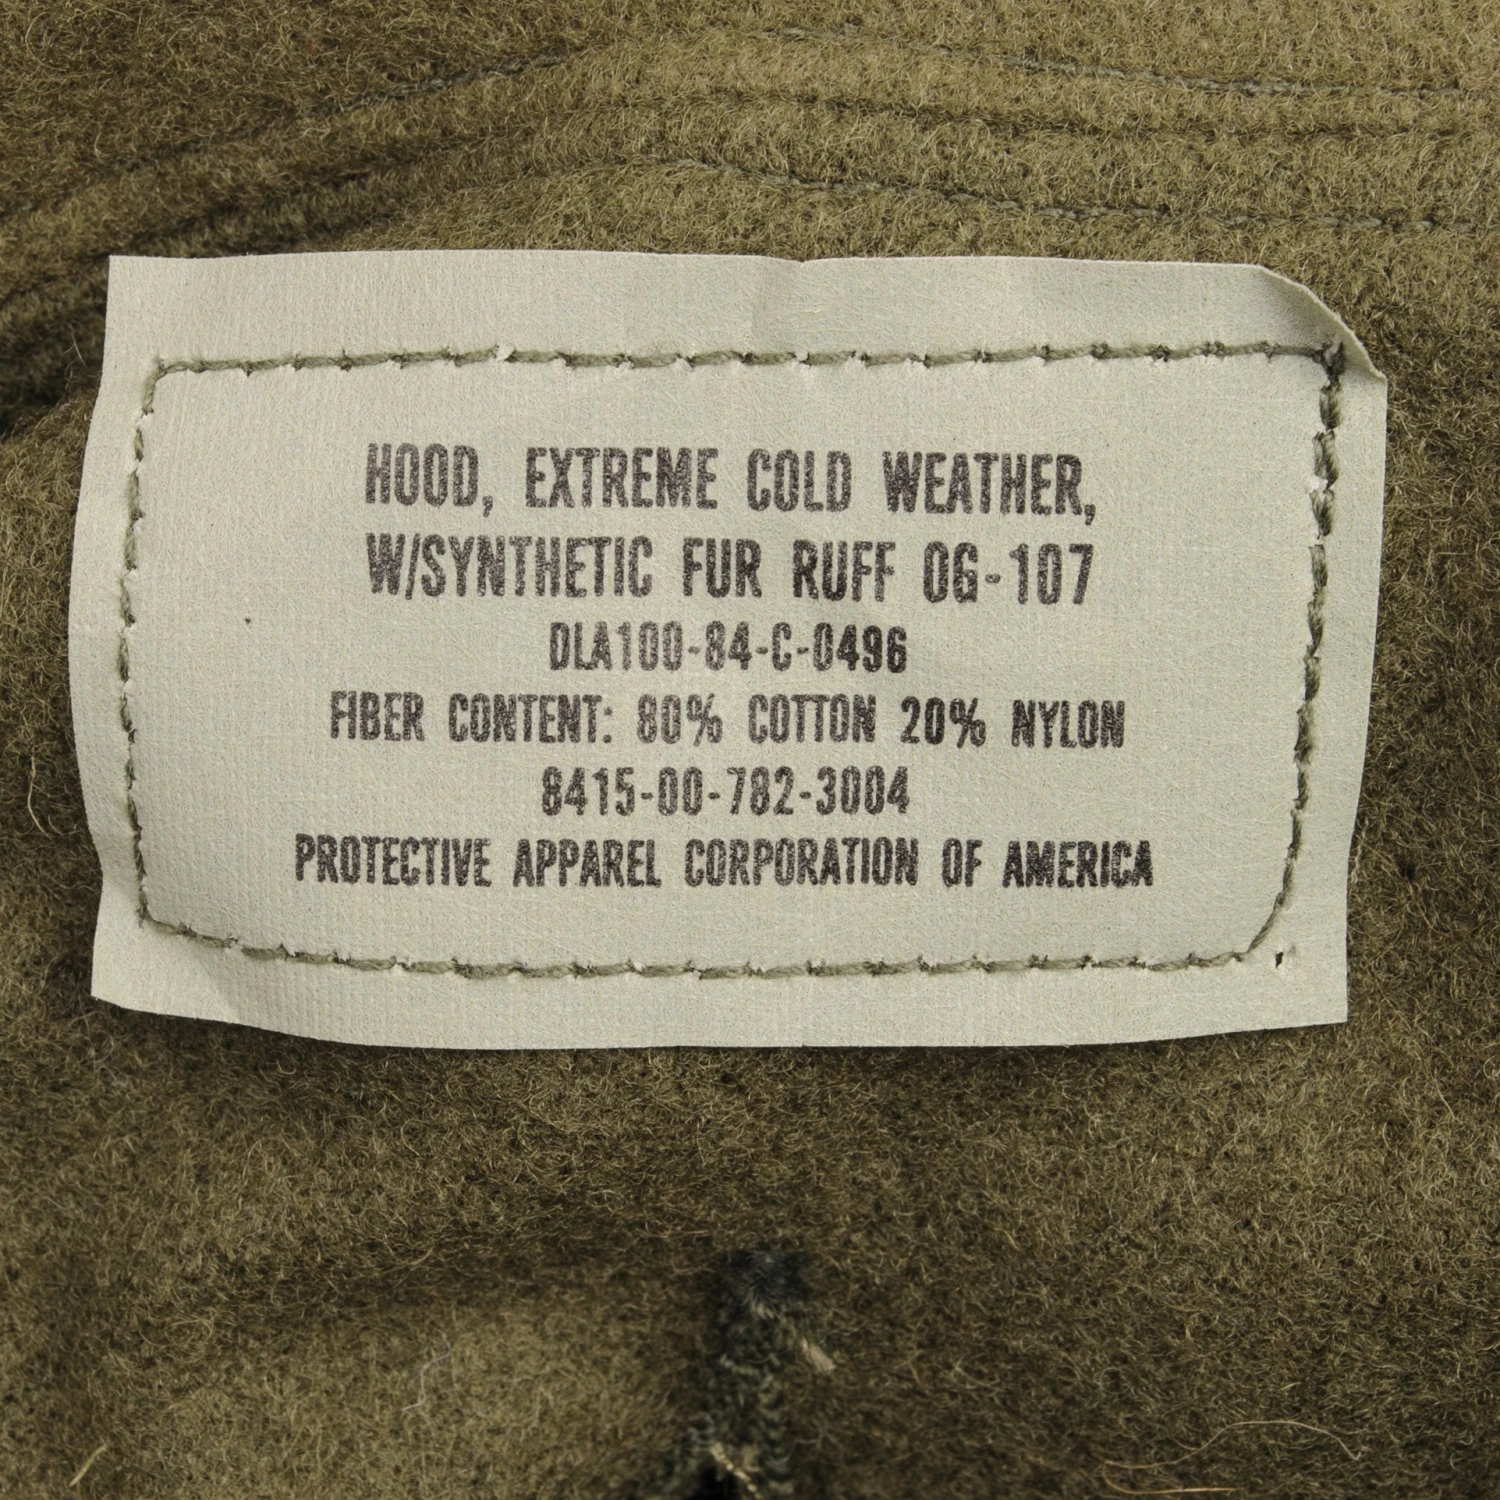 HOOD, EXTREME COLD WEATHER,
W/SYNTHETIC FUR RUFF OG-107
DLA100-84-C-0496
FIBER CONTENT: 80% COTTON 20% NYLON
8415-00-782-3004
PROTECTIVE APPAREL CORPORATION OF AMERICA